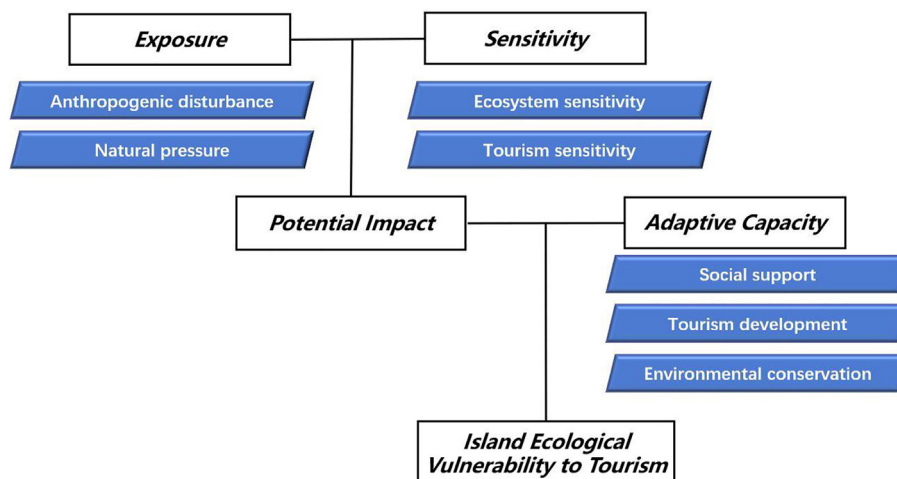 Exposure
Sensitivity
Anthropogenic disturbance
Ecosystem sensitivity
Natural pressure
Tourism sensitivity
Potential Impact
Adaptive Capacity
Social support
Tourism development
Environmental conservation
Island Ecological
Vulnerability to Tourism